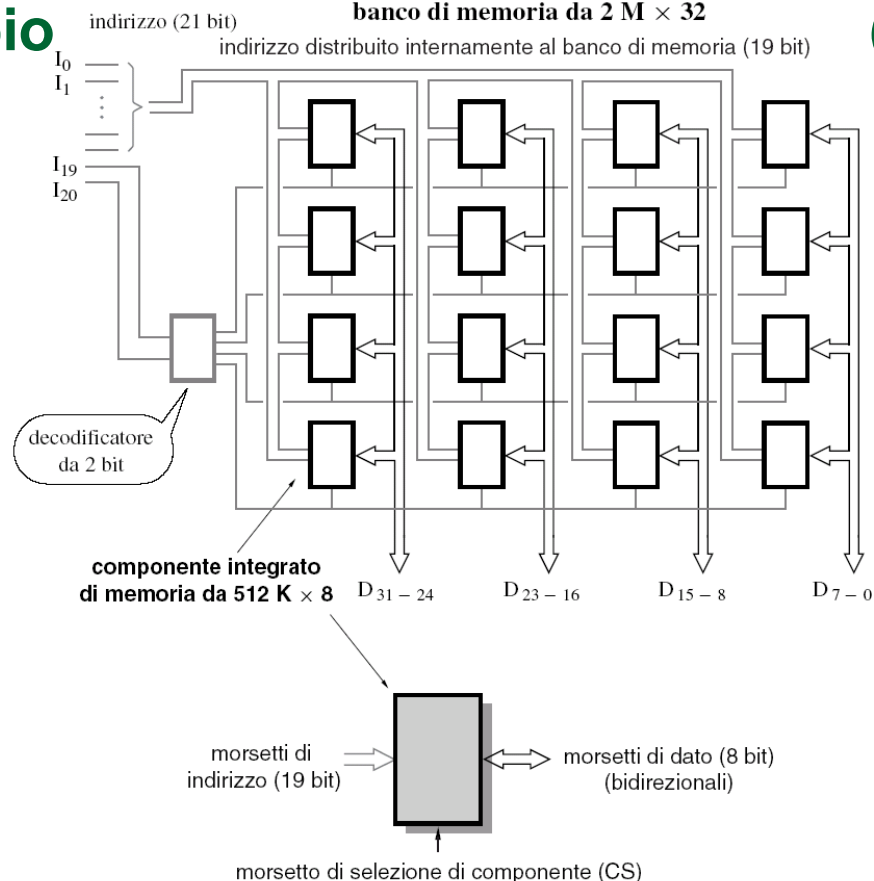 indirizzo (21 bit)
banco di memoria da 2 M × 32
indirizzo distribuito internamente al banco di memoria (19 bit)
I0
I1
I19
I20
decodificatore
da 2 bit
componente integrato
di memoria da 512 K × 8
D31 – 24
D23 – 16
D15 – 8
D7 – 0
morsetti di
indirizzo (19 bit)
morsetti di dato (8 bit)
(bidirezionali)
morsetto di selezione di componente (CS)